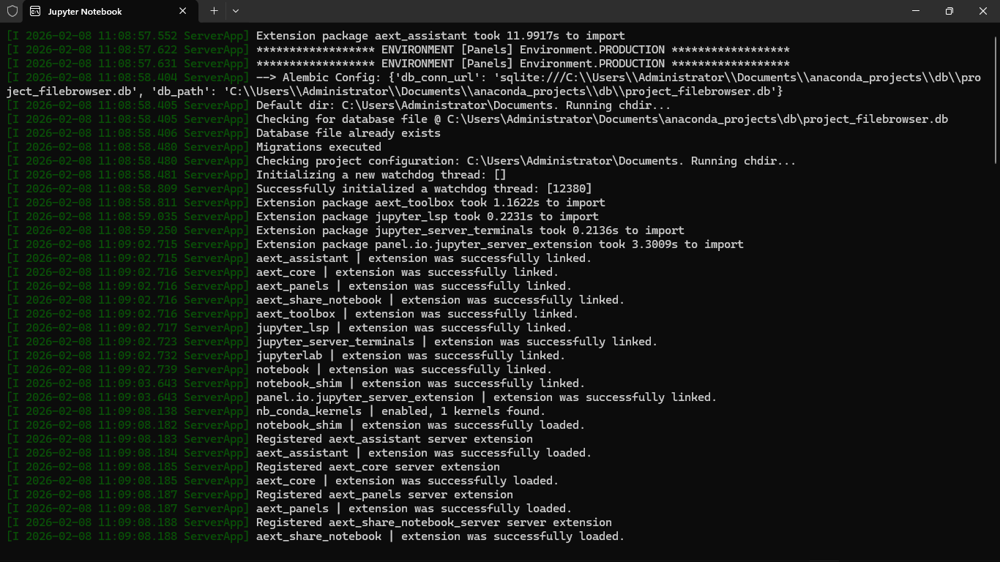 Jupyter Notebook
[I 2026-02-08 11:08:57.552 ServerApp] Extension package aext_assistant took 11.9917s to import
[I 2026-02-08 11:08:57.622 ServerApp] ****************** ENVIRONMENT [Panels] Environment.PRODUCTION ******************
[I 2026-02-08 11:08:57.631 ServerApp] ****************** ENVIRONMENT [Panels] Environment.PRODUCTION ******************
[I 2026-02-08 11:08:58.404 ServerApp] --> Alembic Config: {'db_conn_url': 'sqlite:///C:\\Users\\Administrator\\Documents\\anaconda_projects\\db\\pro
ject_filebrowser.db', 'db_path': 'C:\\Users\\Administrator\\Documents\\anaconda_projects\\db\\project_filebrowser.db'}
[I 2026-02-08 11:08:58.405 ServerApp] Default dir: C:\Users\Administrator\Documents. Running chdir...
[I 2026-02-08 11:08:58.405 ServerApp] Checking for database file @ C:\Users\Administrator\Documents\anaconda_projects\db\project_filebrowser.db
[I 2026-02-08 11:08:58.406 ServerApp] Database file already exists
[I 2026-02-08 11:08:58.480 ServerApp] Migrations executed
[I 2026-02-08 11:08:58.480 ServerApp] Checking project configuration: C:\Users\Administrator\Documents. Running chdir...
[I 2026-02-08 11:08:58.481 ServerApp] Initializing a new watchdog thread: []
[I 2026-02-08 11:08:58.809 ServerApp] Successfully initialized a watchdog thread: [12380]
[I 2026-02-08 11:08:58.811 ServerApp] Extension package aext_toolbox took 1.1622s to import
[I 2026-02-08 11:08:59.035 ServerApp] Extension package jupyter_lsp took 0.2231s to import
[I 2026-02-08 11:08:59.250 ServerApp] Extension package jupyter_server_terminals took 0.2136s to import
[I 2026-02-08 11:09:02.715 ServerApp] Extension package panel.io.jupyter_server_extension took 3.3009s to import
[I 2026-02-08 11:09:02.715 ServerApp] aext_assistant | extension was successfully linked.
[I 2026-02-08 11:09:02.716 ServerApp] aext_core | extension was successfully linked.
[I 2026-02-08 11:09:02.716 ServerApp] aext_panels | extension was successfully linked.
[I 2026-02-08 11:09:02.716 ServerApp] aext_share_notebook | extension was successfully linked.
[I 2026-02-08 11:09:02.716 ServerApp] aext_toolbox | extension was successfully linked.
[I 2026-02-08 11:09:02.717 ServerApp] jupyter_lsp | extension was successfully linked.
[I 2026-02-08 11:09:02.723 ServerApp] jupyter_server_terminals | extension was successfully linked.
[I 2026-02-08 11:09:02.732 ServerApp] jupyterlab | extension was successfully linked.
[I 2026-02-08 11:09:02.739 ServerApp] notebook | extension was successfully linked.
[I 2026-02-08 11:09:03.643 ServerApp] notebook_shim | extension was successfully linked.
[I 2026-02-08 11:09:03.643 ServerApp] panel.io.jupyter_server_extension | extension was successfully linked.
[I 2026-02-08 11:09:08.138 ServerApp] nb_conda_kernels | enabled, 1 kernels found.
[I 2026-02-08 11:09:08.182 ServerApp] notebook_shim | extension was successfully loaded.
[I 2026-02-08 11:09:08.183 ServerApp] Registered aext_assistant server extension
[I 2026-02-08 11:09:08.184 ServerApp] aext_assistant | extension was successfully loaded.
[I 2026-02-08 11:09:08.185 ServerApp] Registered aext_core server extension
[I 2026-02-08 11:09:08.185 ServerApp] aext_core | extension was successfully loaded.
[I 2026-02-08 11:09:08.187 ServerApp] Registered aext_panels server extension
[I 2026-02-08 11:09:08.187 ServerApp] aext_panels | extension was successfully loaded.
[I 2026-02-08 11:09:08.188 ServerApp] Registered aext_share_notebook_server server extension
[I 2026-02-08 11:09:08.188 ServerApp] aext_share_notebook | extension was successfully loaded.